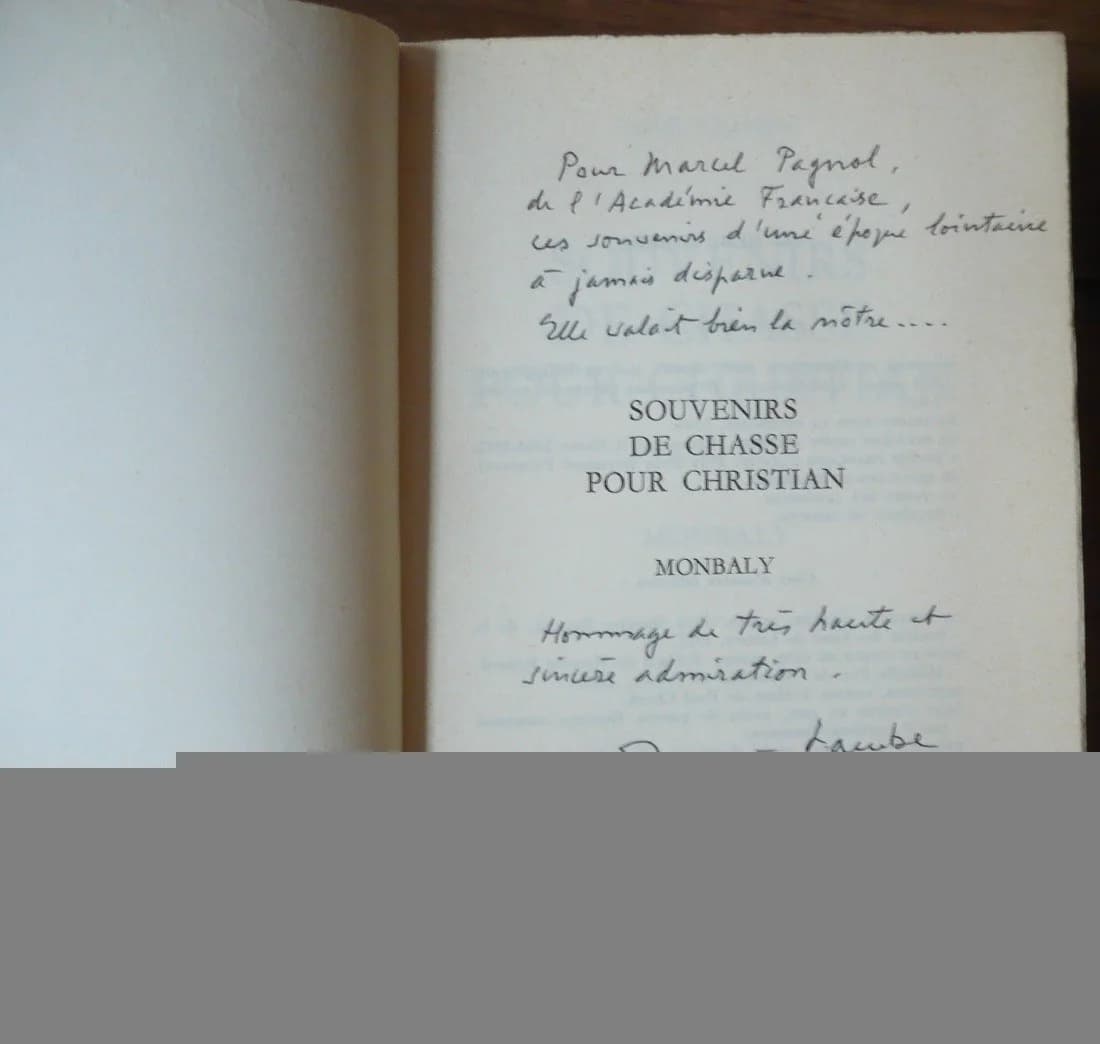 Pour Marcel Pagnol,
de l'Académie Française,
ces souvenirs d'une époque lointaine
à jamais disparue.
Elle valait bien la nôtre....
SOUVENIRS
DE CHASSE
POUR CHRISTIAN
MONBALY
Hommage de très haute et
sincère admiration.